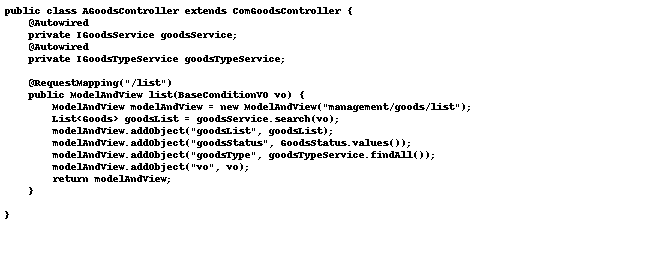 public class AGoodsController extends ComGoodsController {
    @Autowired
    private IGoodsService goodsService;
    @Autowired
    private IGoodsTypeService goodsTypeService;

    @RequestMapping("/list")
    public ModelAndView list(BaseConditionVO vo) {
        ModelAndView modelAndView = new ModelAndView("management/goods/list");
        List<Goods> goodsList = goodsService.search(vo);
        modelAndView.addObject("goodsList", goodsList);
        modelAndView.addObject("goodsStatus", GoodsStatus.values());
        modelAndView.addObject("goodsType", goodsTypeService.findAll());
        modelAndView.addObject("vo", vo);
        return modelAndView;
    }

}